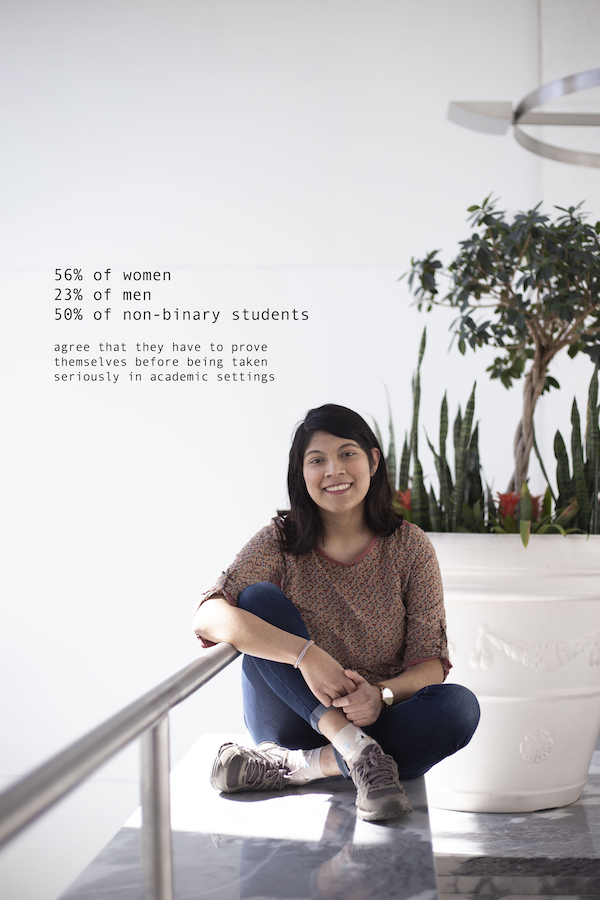 56% of women
23% of men
50% of non-binary students
agree that they have to prove
themselves before being taken
seriously in academic settings